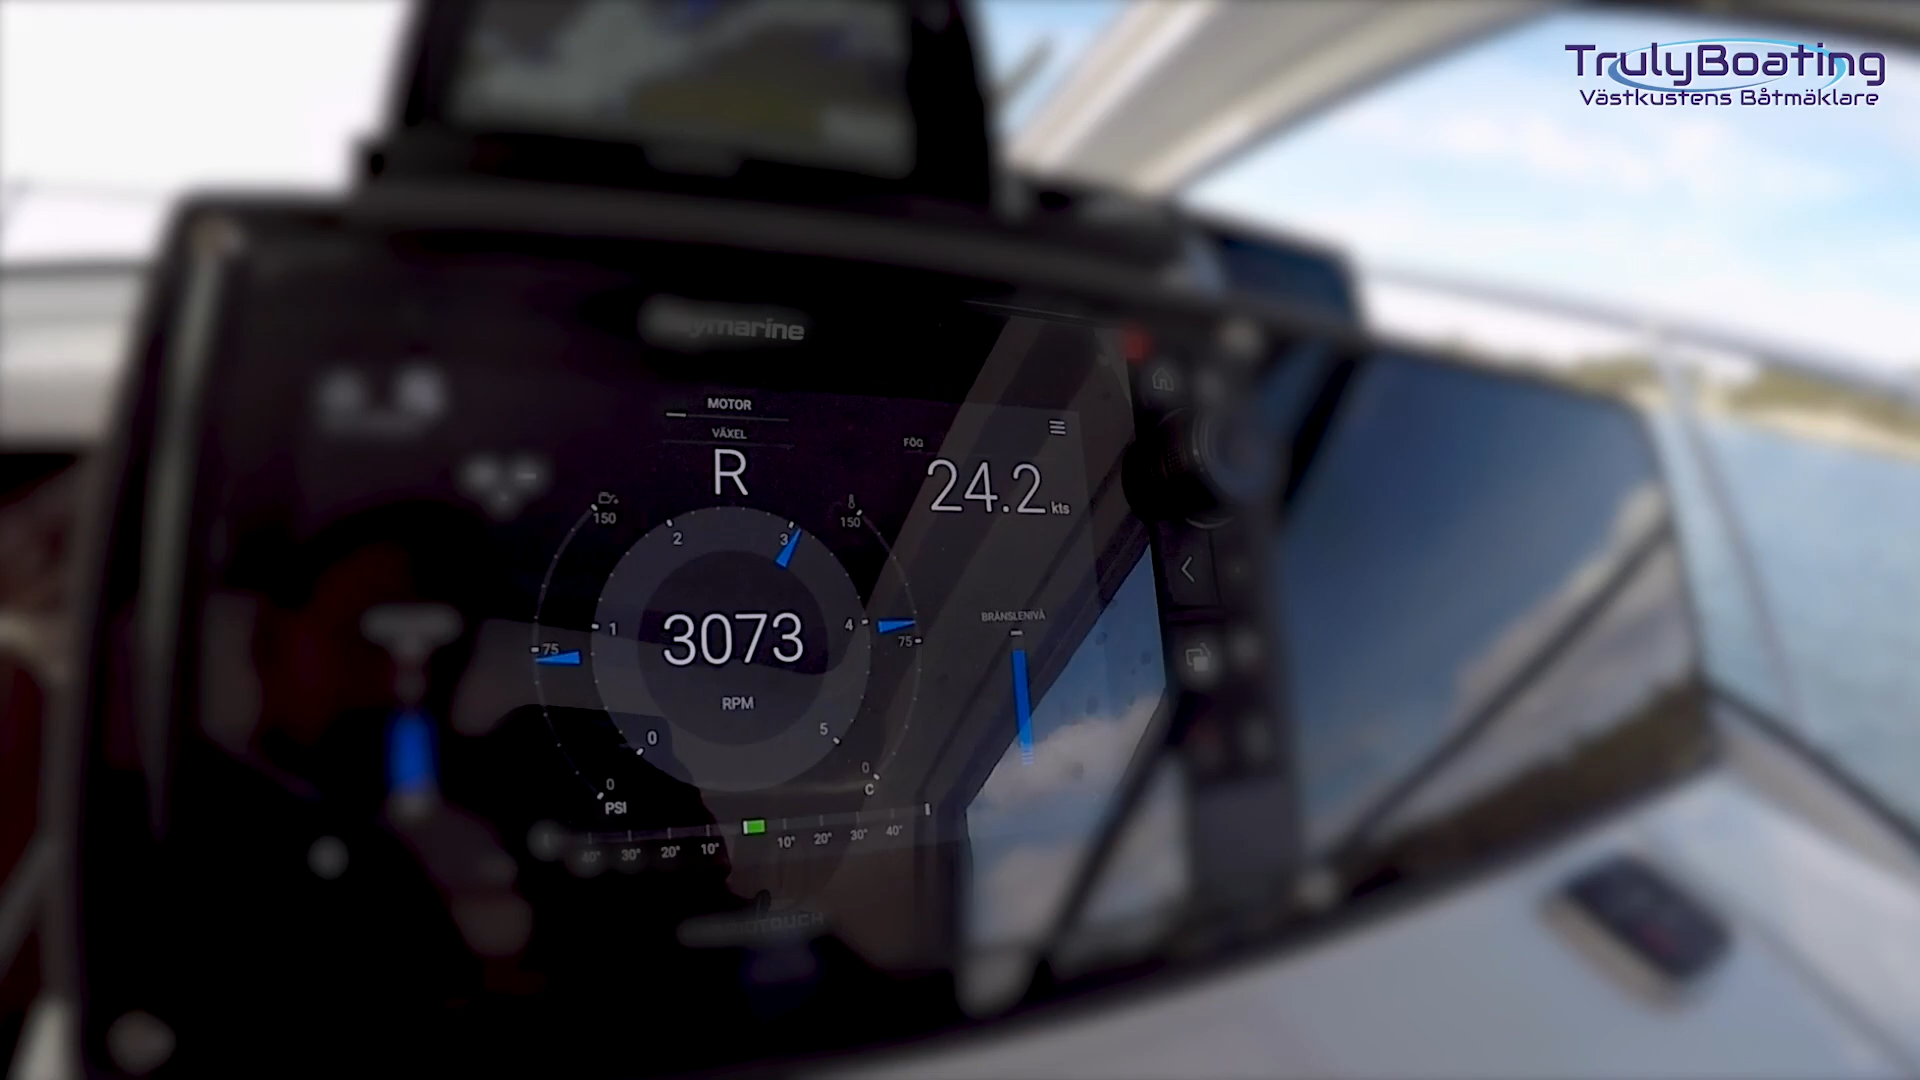 TrulyBoating
Västkustens Båtmäklare
ymarine
MOTOR
VÄXEL
R
FÖG
24.2 kts
150
150
2
3
1
4
75
75
3073
RPM
BRÄNSLENIVÅ
0
5
0
0
PSI
C
40° 30° 20° 10° 10° 20° 30° 40°